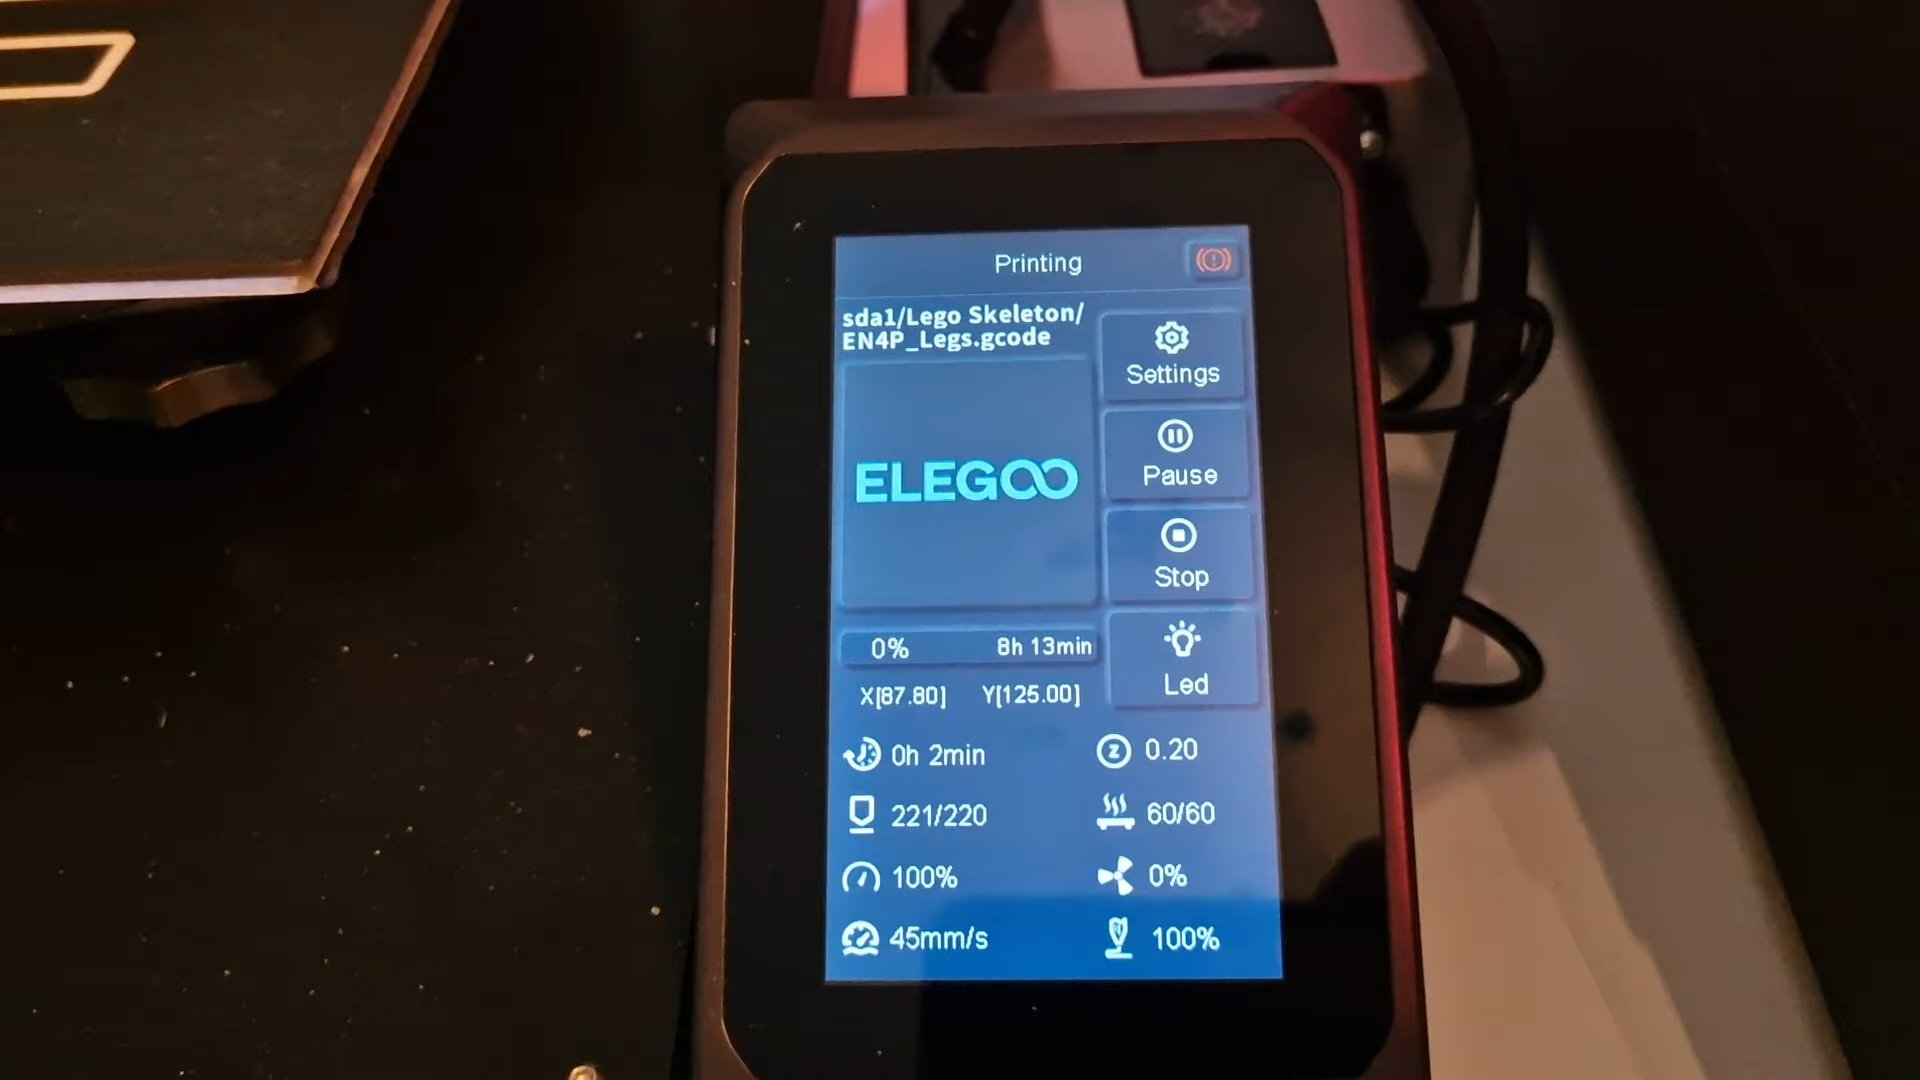 Printing
sda1/Lego Skeleton/
EN4P_Legs.gcode
Settings
Pause
ELEGOO
Stop
0% 8h 13min
Led
X[87.80] Y[125.00]
0h 2min Z 0.20
221/220 60/60
100% 0%
45mm/s 100%